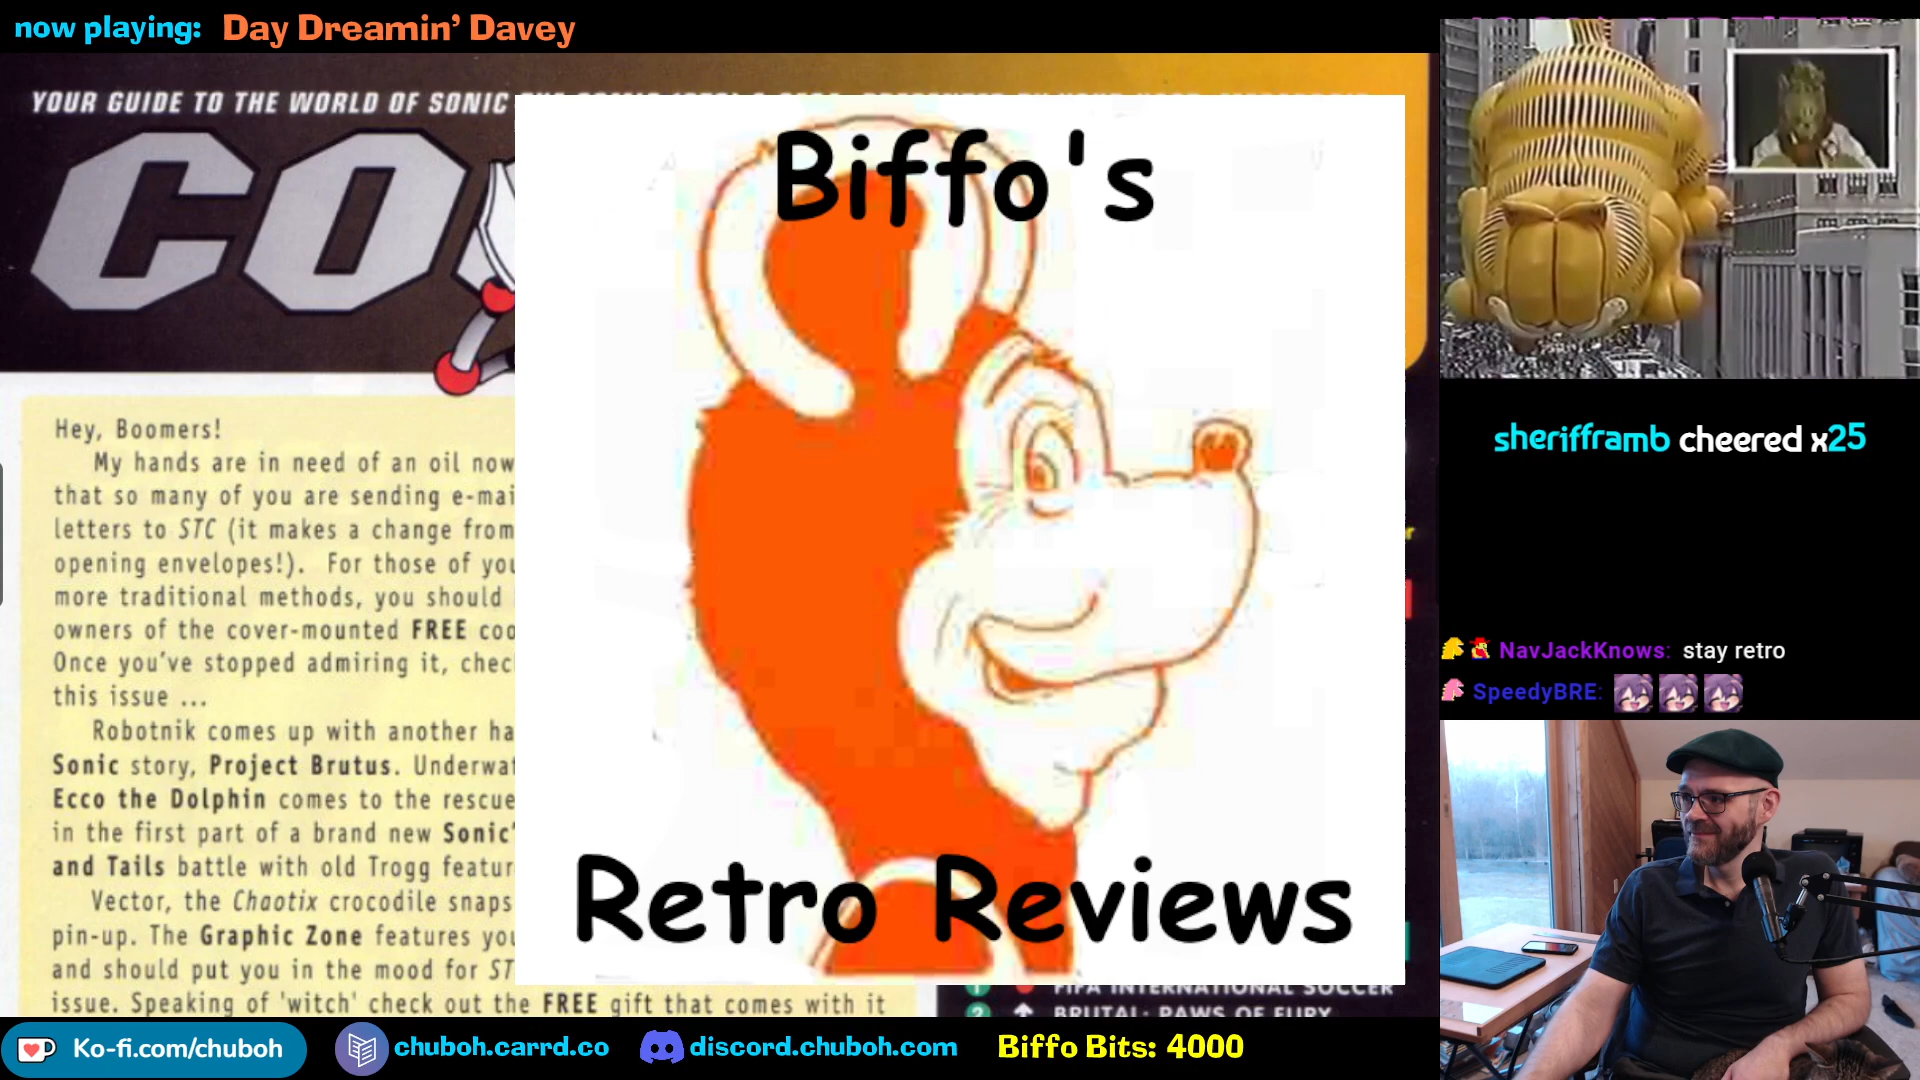 now playing: Day Dreamin' Davey
YOUR GUIDE TO THE WORLD OF SONIC
CO
Biffo's
Retro Reviews
Hey, Boomers!
My hands are in need of an oil now
that so many of you are sending e-mai
letters to STC (it makes a change from
opening envelopes!). For those of you
more traditional methods, you should
owners of the cover-mounted FREE coo
Once you've stopped admiring it, chec
this issue ...
Robotnik comes up with another ha
Sonic story, Project Brutus. Underwat
Ecco the Dolphin comes to the rescue
in the first part of a brand new Sonic'
and Tails battle with old Trogg featur
Vector, the Chaotix crocodile snaps
pin-up. The Graphic Zone features you
and should put you in the mood for ST
issue. Speaking of 'witch' check out the FREE gift that comes with it
1 FIFA INTERNATIONAL SOCCER
2 BRUTAL: PAWS OF FURY
sherifframb cheered x25
NavJackKnows: stay retro
SpeedyBRE:
Ko-fi.com/chuboh
chuboh.carrd.co
discord.chuboh.com
Biffo Bits: 4000